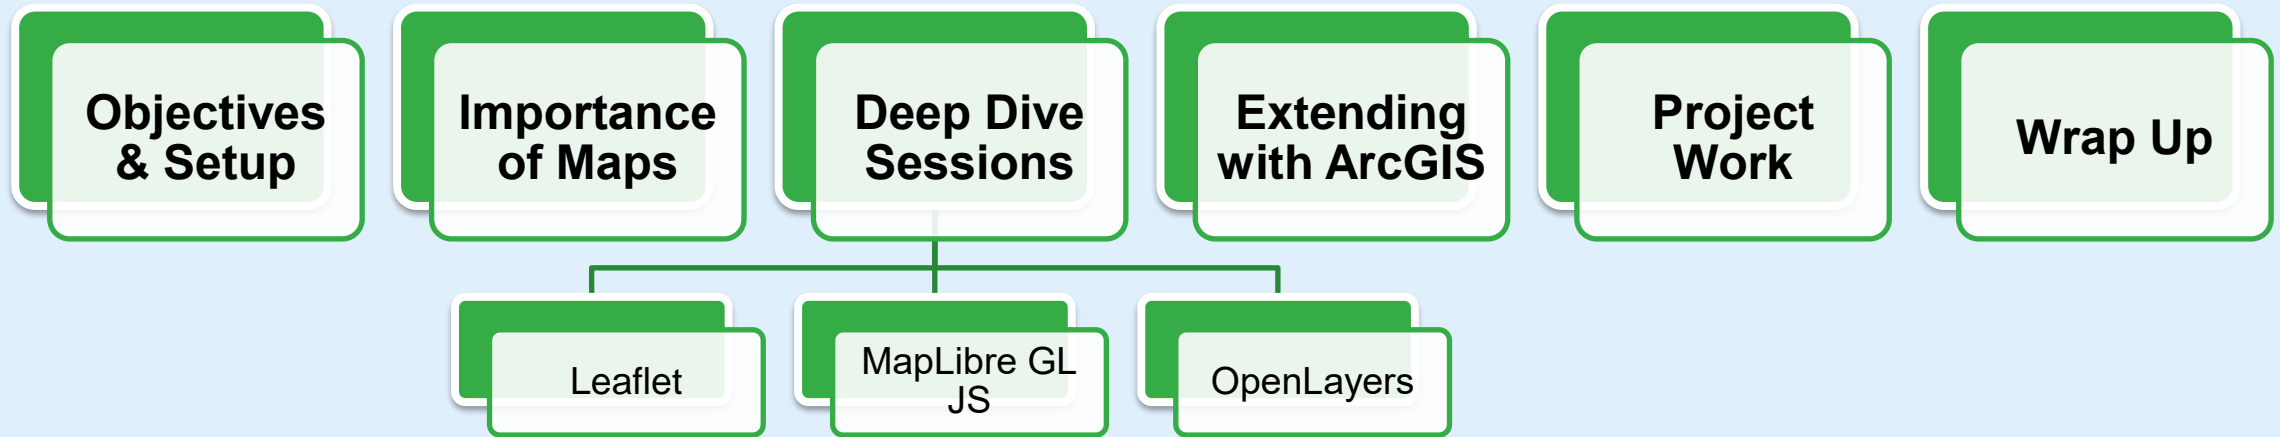 Objectives
& Setup
Importance
of Maps
Deep Dive
Sessions
Extending
with ArcGIS
Project
Work
Wrap Up
Leaflet
MapLibre GL
JS
OpenLayers